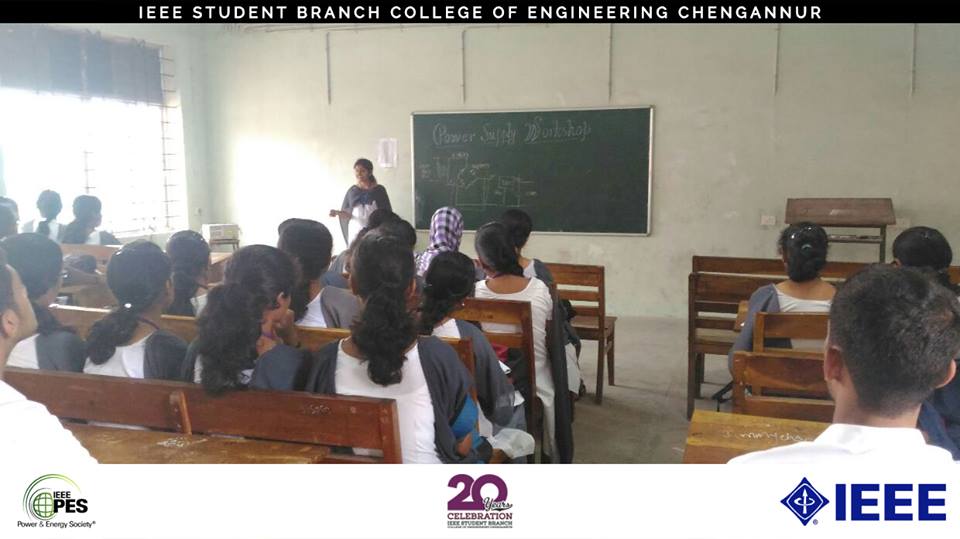 IEEE STUDENT BRANCH COLLEGE OF ENGINEERING CHENGANNUR
Power Supply Workshop
IEEE
PES
Power & Energy Society®
20
Years
CELEBRATION
IEEE STUDENT BRANCH
COLLEGE OF ENGINEERING CHENGANNUR
IEEE